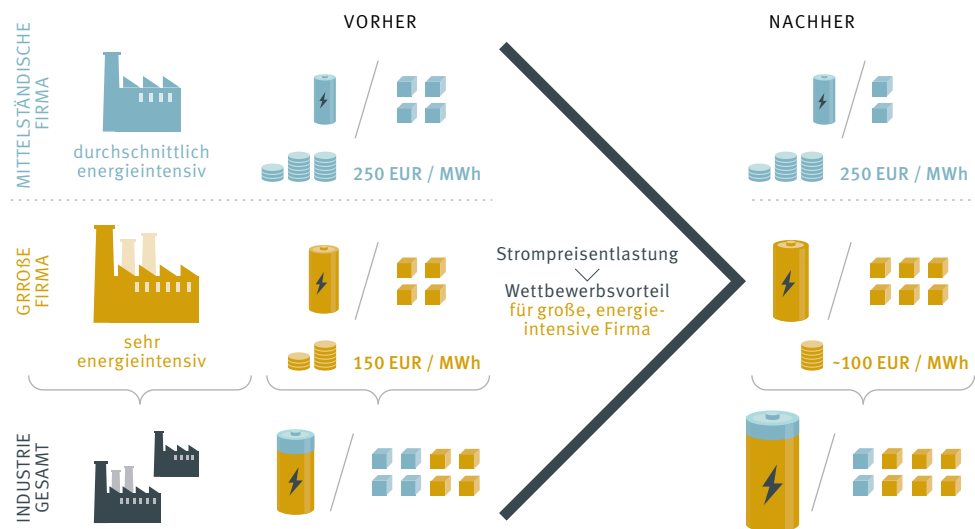 VORHER
NACHHER
MITTELSTÄNDISCHE
FIRMA
durchschnittlich
energieintensiv
250 EUR / MWh
250 EUR / MWh
GRROßE
FIRMA
sehr
energieintensiv
150 EUR / MWh
Strompreisentlastung
Wettbewerbsvorteil
für große, energie-
intensive Firma
~100 EUR / MWh
INDUSTRIE
GESAMT